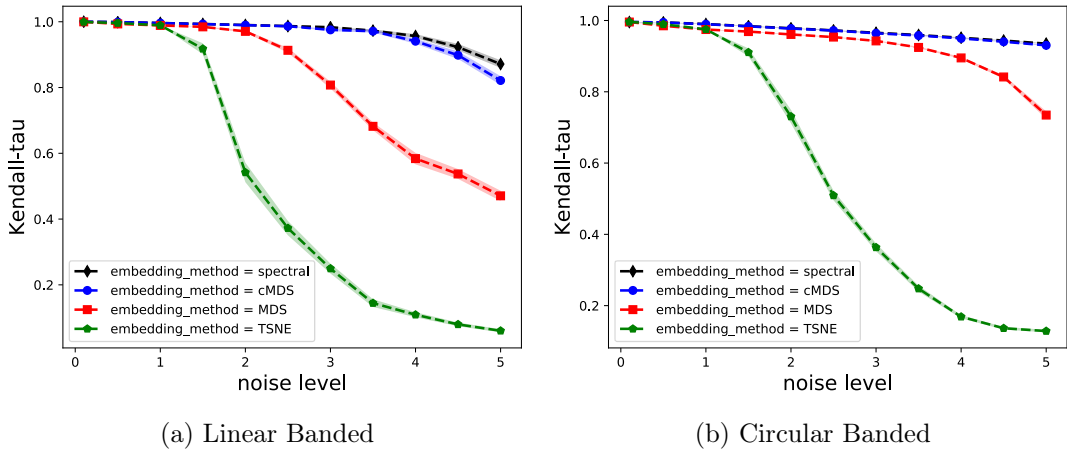 1.0
0.8
0.6
0.4
0.2
Kendall-tau
embedding_method = spectral
embedding_method = cMDS
embedding_method = MDS
embedding_method = TSNE
0 1 2 3 4 5
noise level
(a) Linear Banded
1.0
0.8
0.6
0.4
0.2
Kendall-tau
embedding_method = spectral
embedding_method = cMDS
embedding_method = MDS
embedding_method = TSNE
0 1 2 3 4 5
noise level
(b) Circular Banded